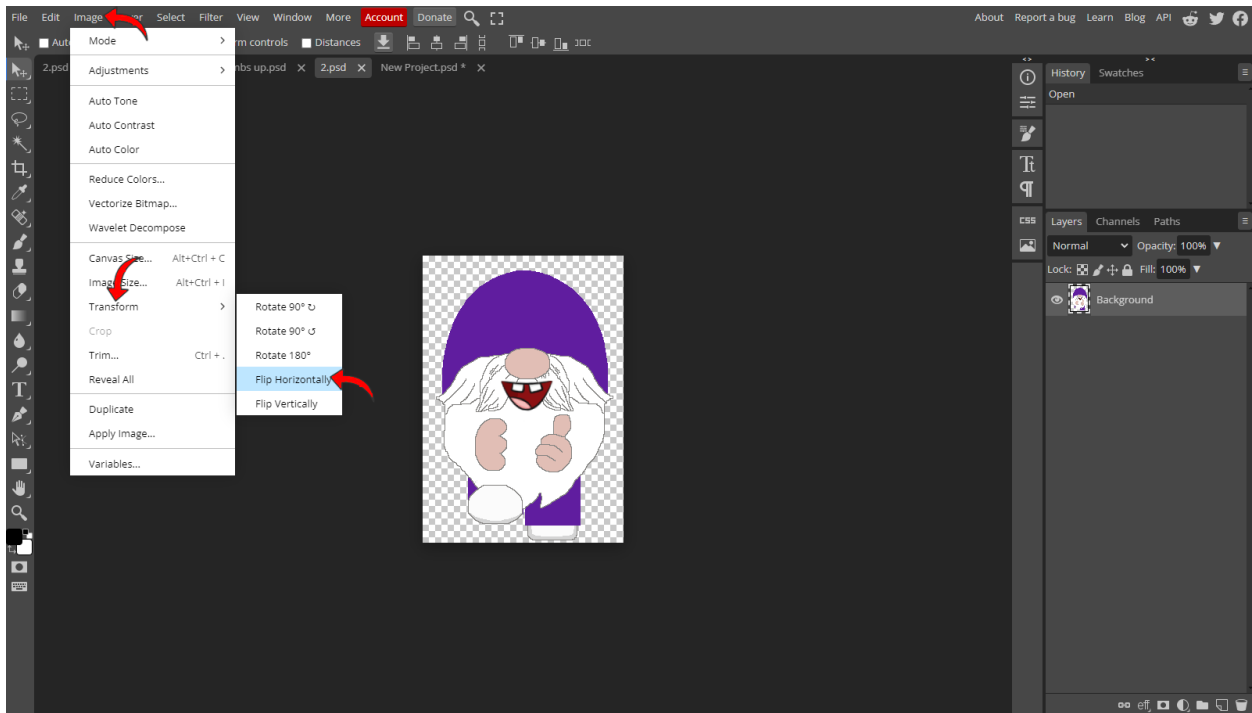 File Edit Image Select Filter View Window More Account Donate About Report a bug Learn Blog API
rm controls Distances
2.psd 2.psd New Project.psd *
Mode
Adjustments
Auto Tone
Auto Contrast
Auto Color
Reduce Colors...
Vectorize Bitmap...
Wavelet Decompose
Canvas Size... Alt+Ctrl + C
Image Size... Alt+Ctrl + I
Transform
Crop
Trim... Ctrl + .
Reveal All
Duplicate
Apply Image...
Variables...
Rotate 90° ↻
Rotate 90° ↺
Rotate 180°
Flip Horizontally
Flip Vertically
History Swatches
Open
CSS
Layers Channels Paths
Normal Opacity: 100%
Lock: Fill: 100%
Background
eff